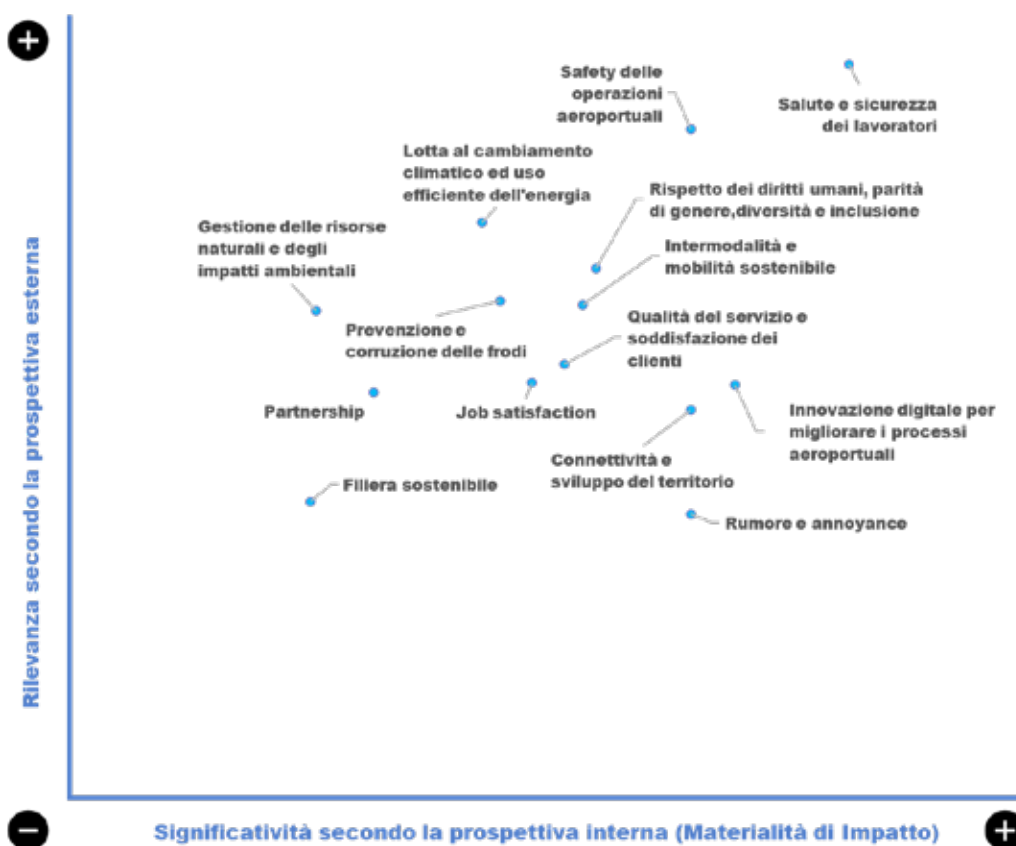 Safety delle
operazioni
aeroportuali
Salute e sicurezza
dei lavoratori
Lotta al cambiamento
climatico ed uso
efficiente dell'energia
Rispetto dei diritti umani, parità
di genere,diversità e inclusione
Gestione delle risorse
naturali e degli
impatti ambientali
Intermodalità e
mobilità sostenibile
Prevenzione e
corruzione delle frodi
Qualità del servizio e
soddisfazione dei
clienti
Partnership
Job satisfaction
Innovazione digitale per
migliorare i processi
aeroportuali
Connettività e
sviluppo del territorio
Filiera sostenibile
Rumore e annoyance
Rilevanza secondo la prospettiva esterna
Significatività secondo la prospettiva interna (Materialità di Impatto)